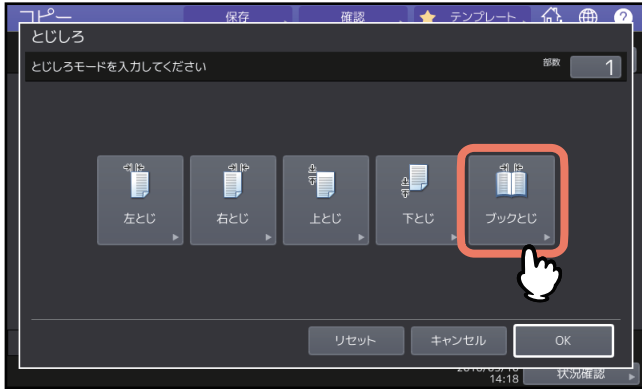 コピー 保存 確認 テンプレート ?
とじしろ
とじしろモードを入力してください 部数 1
左とじ 右とじ 上とじ 下とじ ブックとじ
リセット キャンセル OK
14:18 状況確認